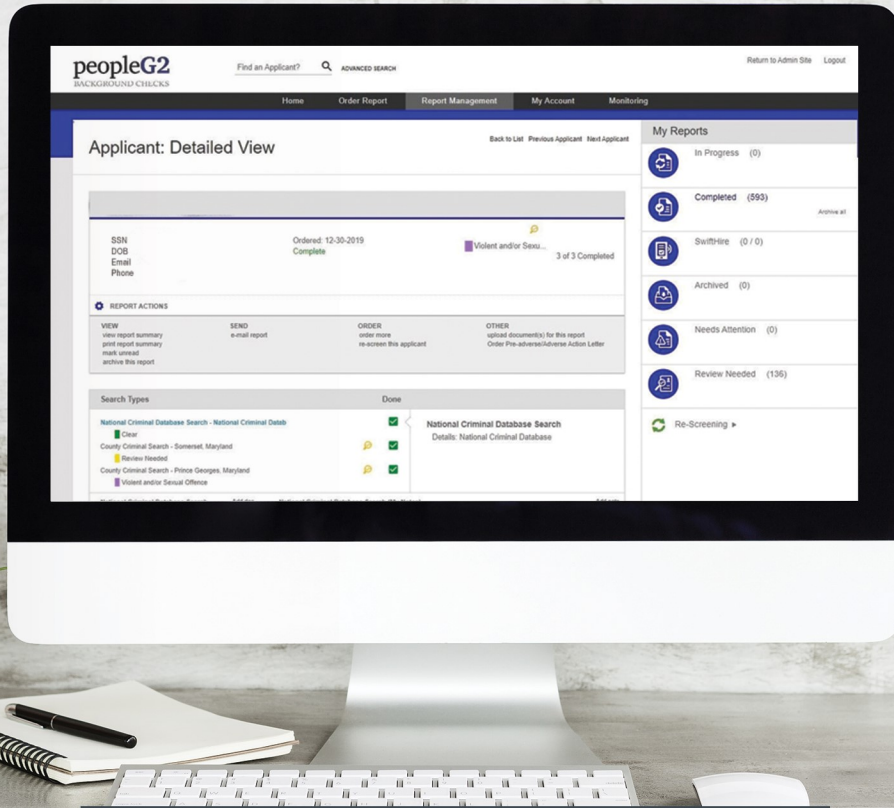 peopleG2
BACKGROUND CHECKS
Find an Applicant?
ADVANCED SEARCH
Return to Admin Site Logout
Home Order Report Report Management My Account Monitoring
Applicant: Detailed View
Back to List Previous Applicant Next Applicant
SSN
DOB
Email
Phone
Ordered: 12-30-2019
Complete
Violent and/or Sexu...
3 of 3 Completed
REPORT ACTIONS
VIEW
view report summary
print report summary
mark unread
archive this report
SEND
e-mail report
ORDER
order more
re-screen this applicant
OTHER
upload document(s) for this report
Order Pre-adverse/Adverse Action Letter
Search Types Done
National Criminal Database Search - National Criminal Datab
Clear
County Criminal Search - Somerset, Maryland
Review Needed
County Criminal Search - Prince Georges, Maryland
Violent and/or Sexual Offence
National Criminal Database Search
Details: National Criminal Database
My Reports
In Progress (0)
Completed (593)
Archive all
SwiftHire (0 / 0)
Archived (0)
Needs Attention (0)
Review Needed (136)
Re-Screening